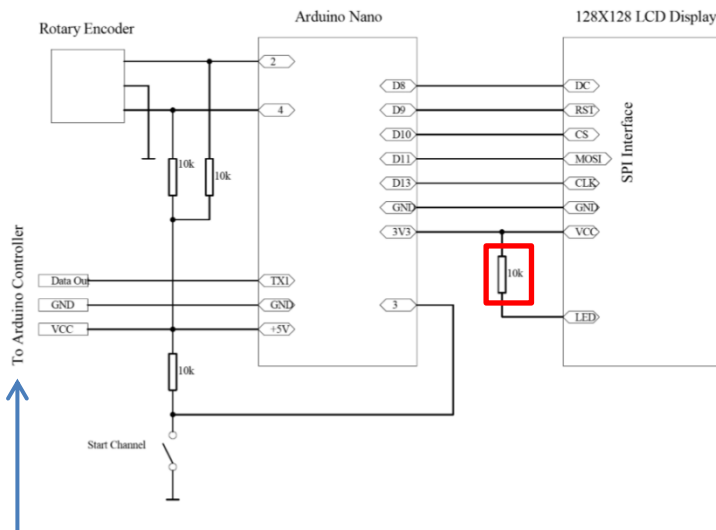 Rotary Encoder
Arduino Nano
128X128 LCD Display
2
4
10k
10k
D8
D9
D10
D11
D13
GND
3V3
3
DC
RST
CS
MOSI
CLK
GND
VCC
LED
SPI Interface
10k
To Arduino Controller
Data Out
GND
VCC
TX1
GND
+5V
10k
Start Channel